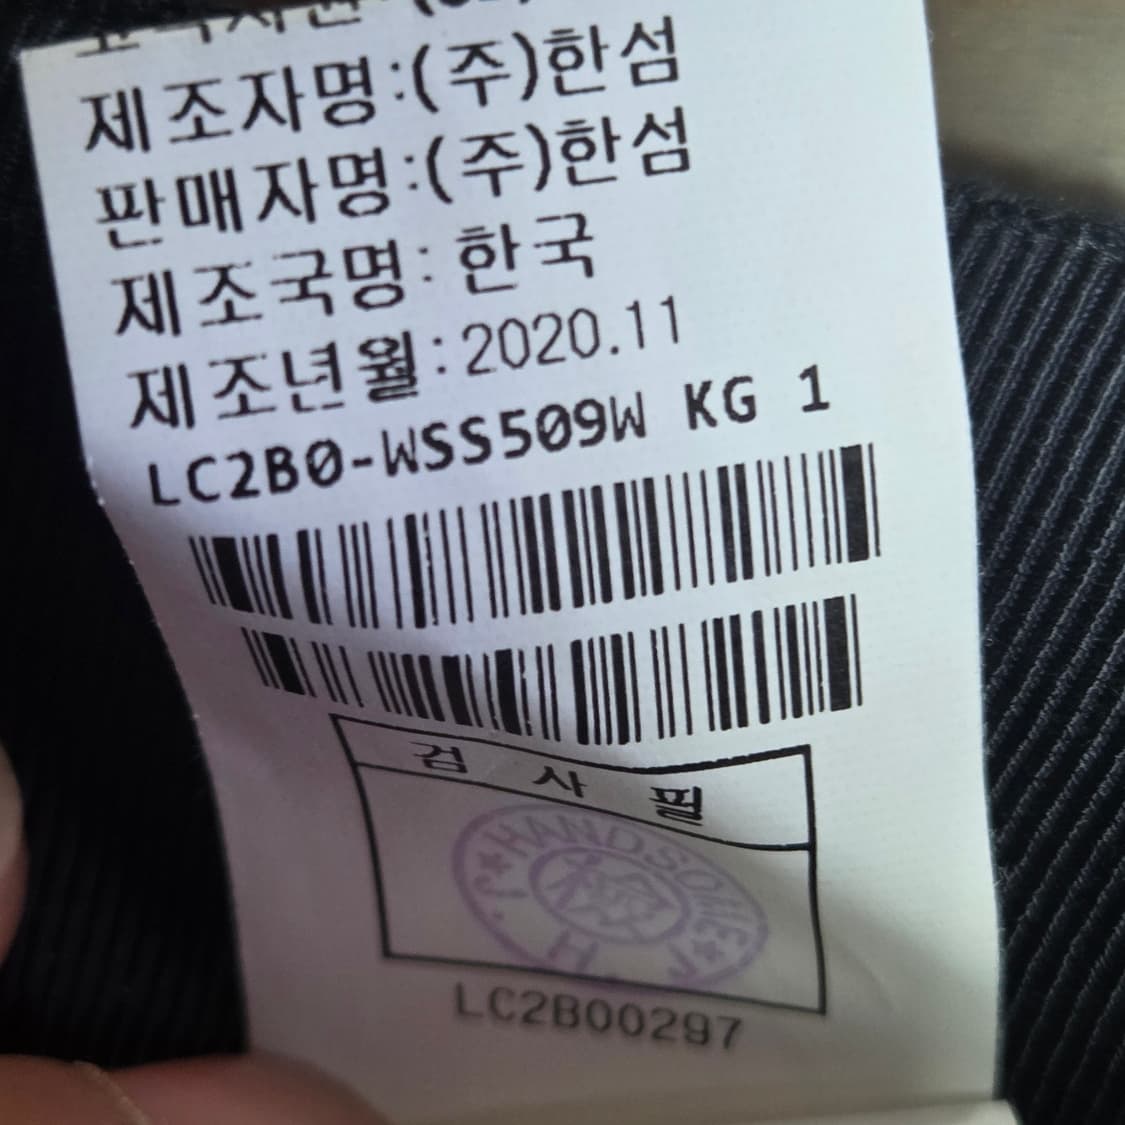 제조자명:(주)한섬
판매자명:(주)한섬
제조국명: 한국
제조년월:2020.11
LC2B0-WSS509W KG 1
검 사 필
HANDSOME
LC2B00297